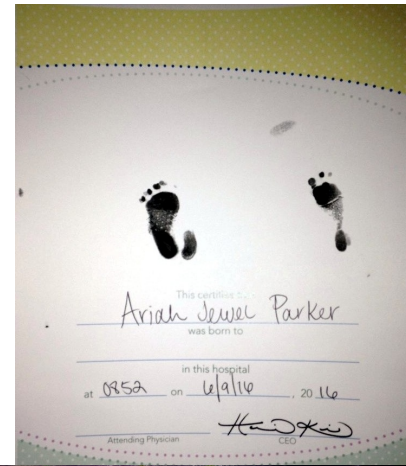 This certifies
Ariah Jewel Parker
was born to
in this hospital
at 0852 on 6/9/16, 2016
Attending Physician CEO